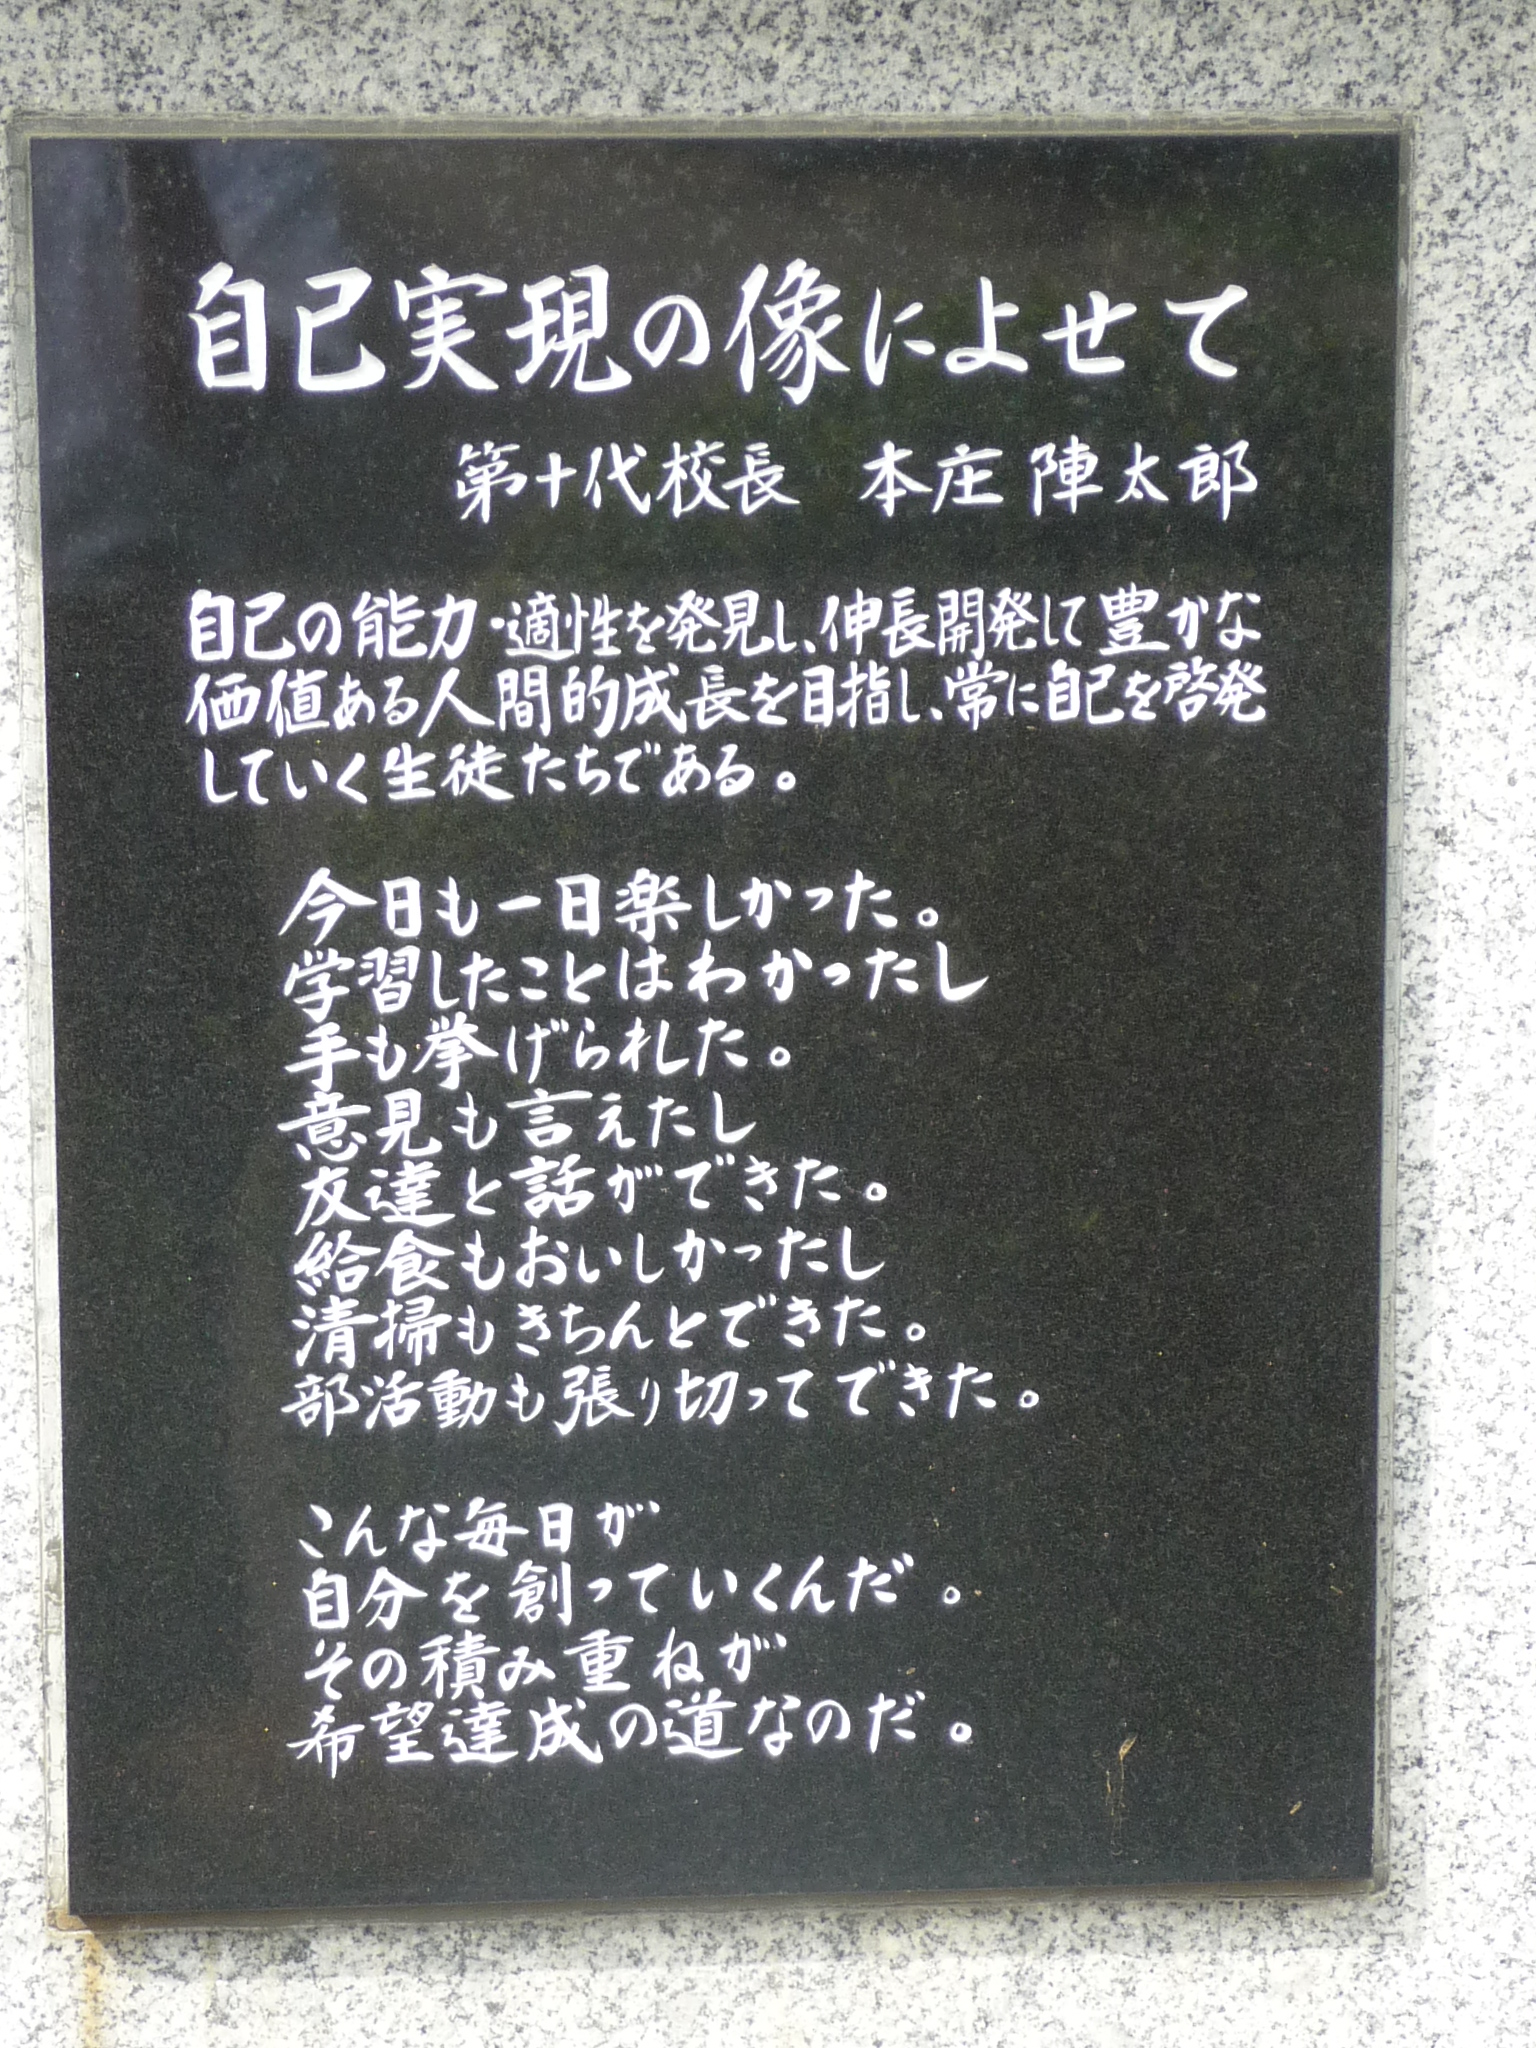 自己実現の像によせて
第十代校長 本庄陣太郎
自己の能力・適性を発見し、伸長開発して豊かな
価値ある人間的成長を目指し、常に自己を啓発
していく生徒たちである。
今日も一日楽しかった。
学習したことはわかったし
手も挙げられた。
意見も言えたし
友達と話ができた。
給食もおいしかったし
清掃もきちんとできた。
部活動も張り切ってできた。
こんな毎日が
自分を創っていくんだ。
その積み重ねが
希望達成の道なのだ。